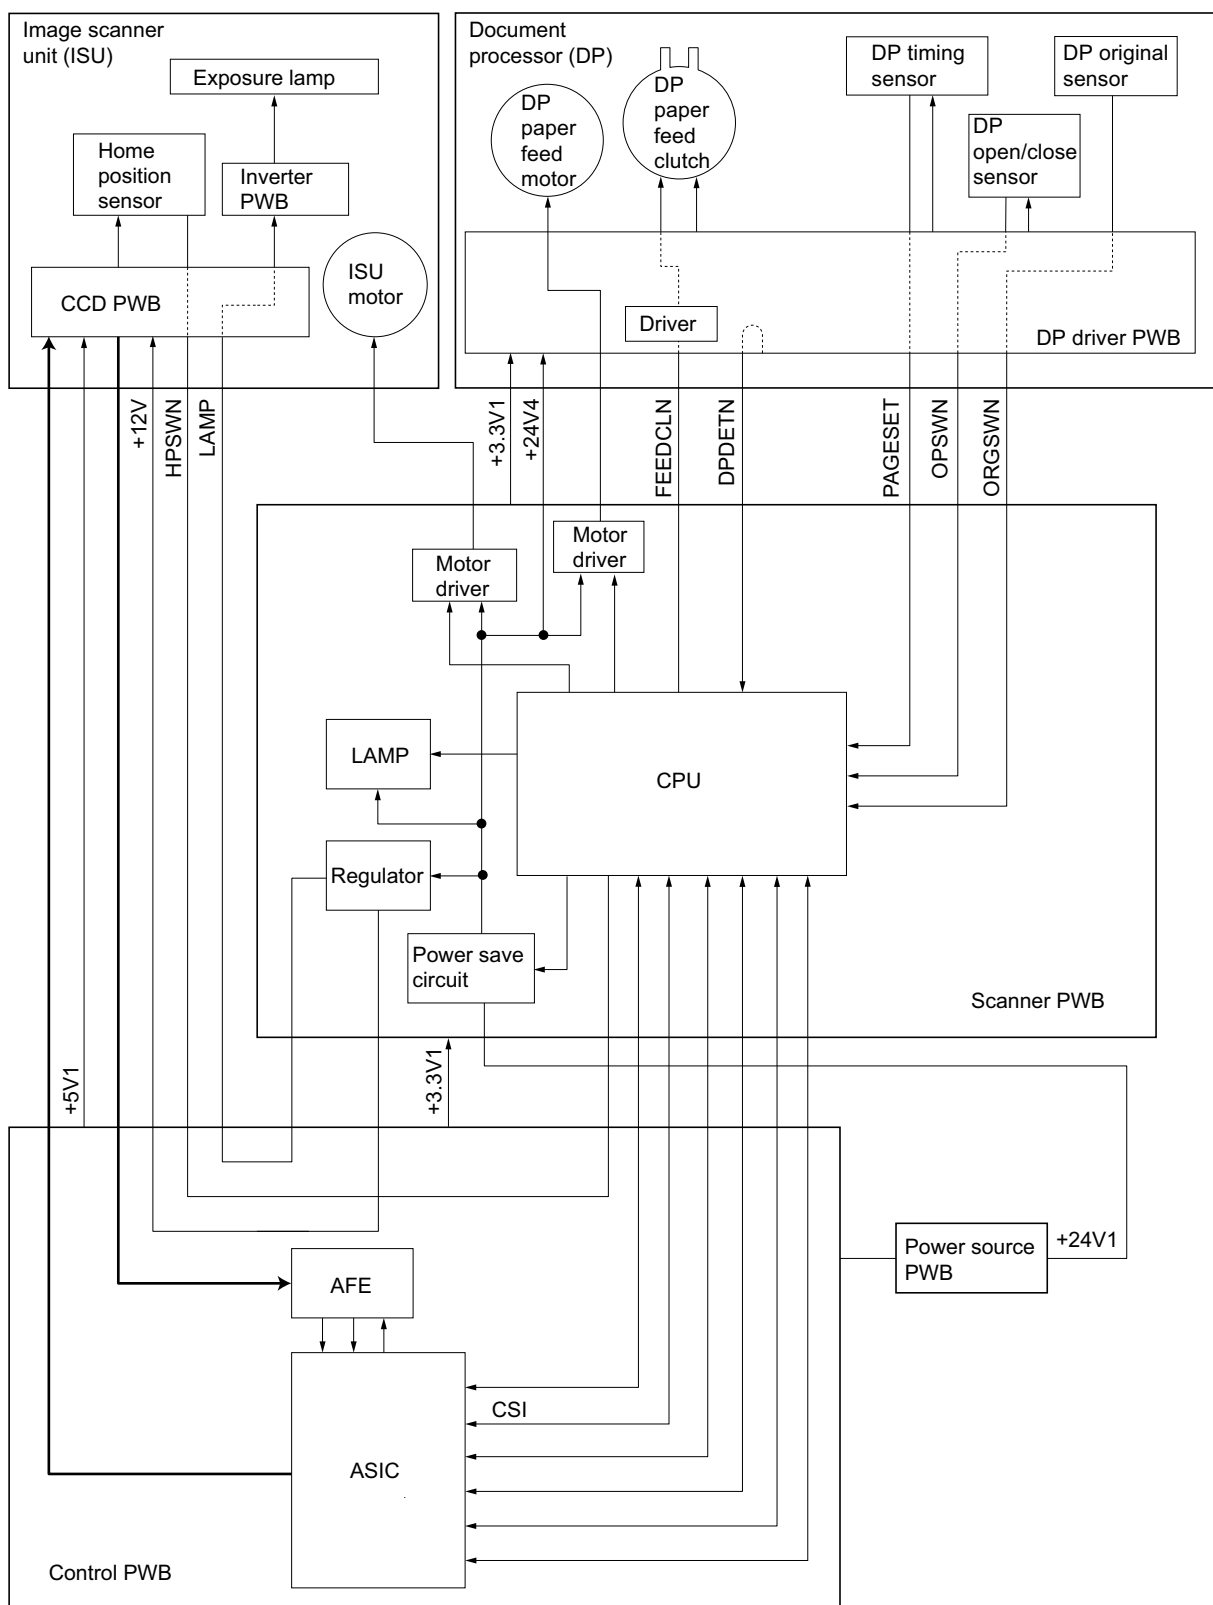 Image scanner
unit (ISU)
Exposure lamp
Home
position
sensor
Inverter
PWB
CCD PWB
ISU
motor
Document
processor (DP)
DP
paper
feed
motor
DP
paper
feed
clutch
DP timing
sensor
DP original
sensor
DP
open/close
sensor
Driver
DP driver PWB
+12V
HPSWN
LAMP
+3.3V1
+24V4
FEEDCLN
DPDETN
PAGESET
OPSWN
ORGSWN
Motor
driver
Motor
driver
LAMP
CPU
Regulator
Power save
circuit
Scanner PWB
+5V1
+3.3V1
Power source
PWB
+24V1
AFE
CSI
ASIC
Control PWB